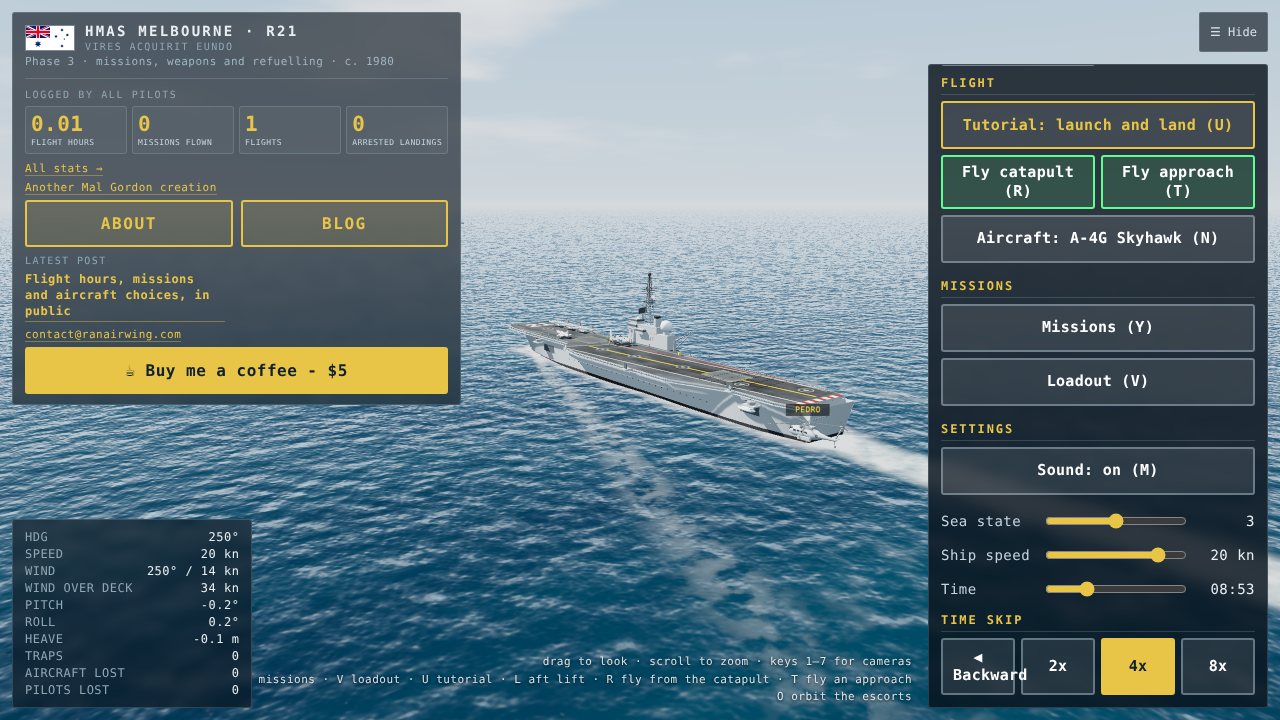 HMAS MELBOURNE · R21
VIRES ACQUIRIT EUNDO
Phase 3 · missions, weapons and refuelling · c. 1980
LOGGED BY ALL PILOTS
0.01
FLIGHT HOURS
0
MISSIONS FLOWN
1
FLIGHTS
0
ARRESTED LANDINGS
All stats →
Another Mal Gordon creation
ABOUT
BLOG
LATEST POST
Flight hours, missions
and aircraft choices, in
public
contact@ranairwing.com
☕ Buy me a coffee - $5
HDG 250°
SPEED 20 kn
WIND 250° / 14 kn
WIND OVER DECK 34 kn
PITCH -0.2°
ROLL 0.2°
HEAVE -0.1 m
TRAPS 0
AIRCRAFT LOST 0
PILOTS LOST 0
PEDRO
drag to look · scroll to zoom · keys 1–7 for cameras
missions · V loadout · U tutorial · L aft lift · R fly from the catapult · T fly an approach
O orbit the escorts
☰ Hide
FLIGHT
Tutorial: launch and land (U)
Fly catapult
(R)
Fly approach
(T)
Aircraft: A-4G Skyhawk (N)
MISSIONS
Missions (Y)
Loadout (V)
SETTINGS
Sound: on (M)
Sea state 3
Ship speed 20 kn
Time 08:53
TIME SKIP
◀
Backward
2x
4x
8x